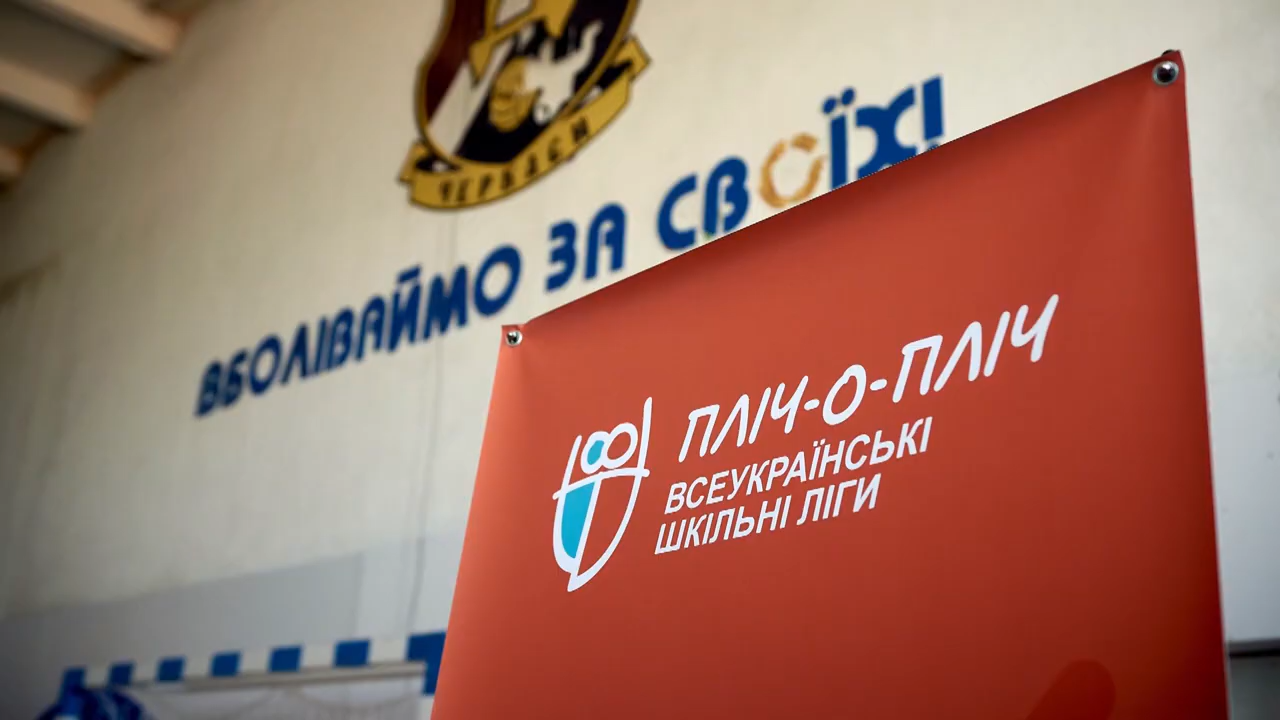 ЧЕРКАСИ
ВБОЛІВАЙМО ЗА СВОЇХ!
ПЛІЧ-О-ПЛІЧ
ВСЕУКРАЇНСЬКІ
ШКІЛЬНІ ЛІГИ